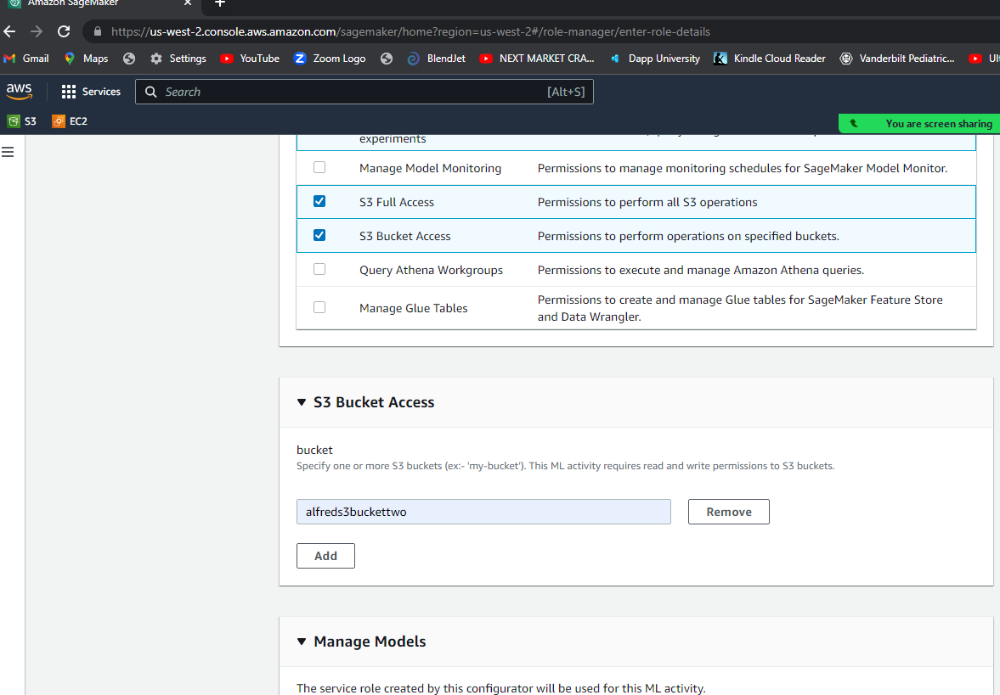 Amazon SageMaker
https://us-west-2.console.aws.amazon.com/sagemaker/home?region=us-west-2#/role-manager/enter-role-details
Gmail Maps Settings YouTube Zoom Logo BlendJet NEXT MARKET CRA... Dapp University Kindle Cloud Reader Vanderbilt Pediatric...
aws Services Search [Alt+S]
S3 EC2 You are screen sharing
experiments
Manage Model Monitoring Permissions to manage monitoring schedules for SageMaker Model Monitor.
S3 Full Access Permissions to perform all S3 operations
S3 Bucket Access Permissions to perform operations on specified buckets.
Query Athena Workgroups Permissions to execute and manage Amazon Athena queries.
Manage Glue Tables Permissions to create and manage Glue tables for SageMaker Feature Store
and Data Wrangler.
S3 Bucket Access
bucket
Specify one or more S3 buckets (ex:- 'my-bucket'). This ML activity requires read and write permissions to S3 buckets.
alfreds3buckettwo Remove
Add
Manage Models
The service role created by this configurator will be used for this ML activity.